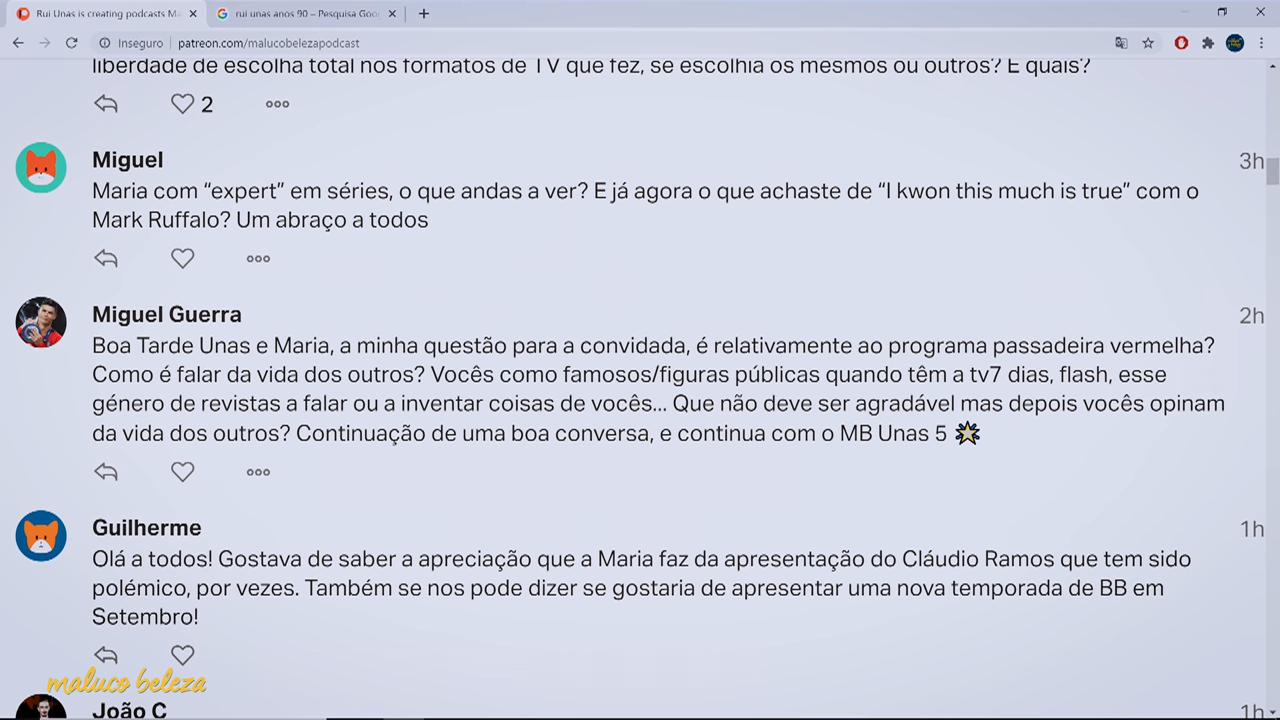 Rui Unas is creating podcasts Ma
rui unas anos 90 – Pesquisa Goo
Inseguro
patreon.com/malucobelezapodcast
liberdade de escolha total nos formatos de TV que fez, se escolhia os mesmos ou outros? E quais?
2
Miguel
3h
Maria com “expert” em séries, o que andas a ver? E já agora o que achaste de “I kwon this much is true” com o
Mark Ruffalo? Um abraço a todos
Miguel Guerra
2h
Boa Tarde Unas e Maria, a minha questão para a convidada, é relativamente ao programa passadeira vermelha?
Como é falar da vida dos outros? Vocês como famosos/figuras públicas quando têm a tv7 dias, flash, esse
género de revistas a falar ou a inventar coisas de vocês... Que não deve ser agradável mas depois vocês opinam
da vida dos outros? Continuação de uma boa conversa, e continua com o MB Unas 5 🌟
Guilherme
1h
Olá a todos! Gostava de saber a apreciação que a Maria faz da apresentação do Cláudio Ramos que tem sido
polémico, por vezes. Também se nos pode dizer se gostaria de apresentar uma nova temporada de BB em
Setembro!
maluco beleza
João C
1h